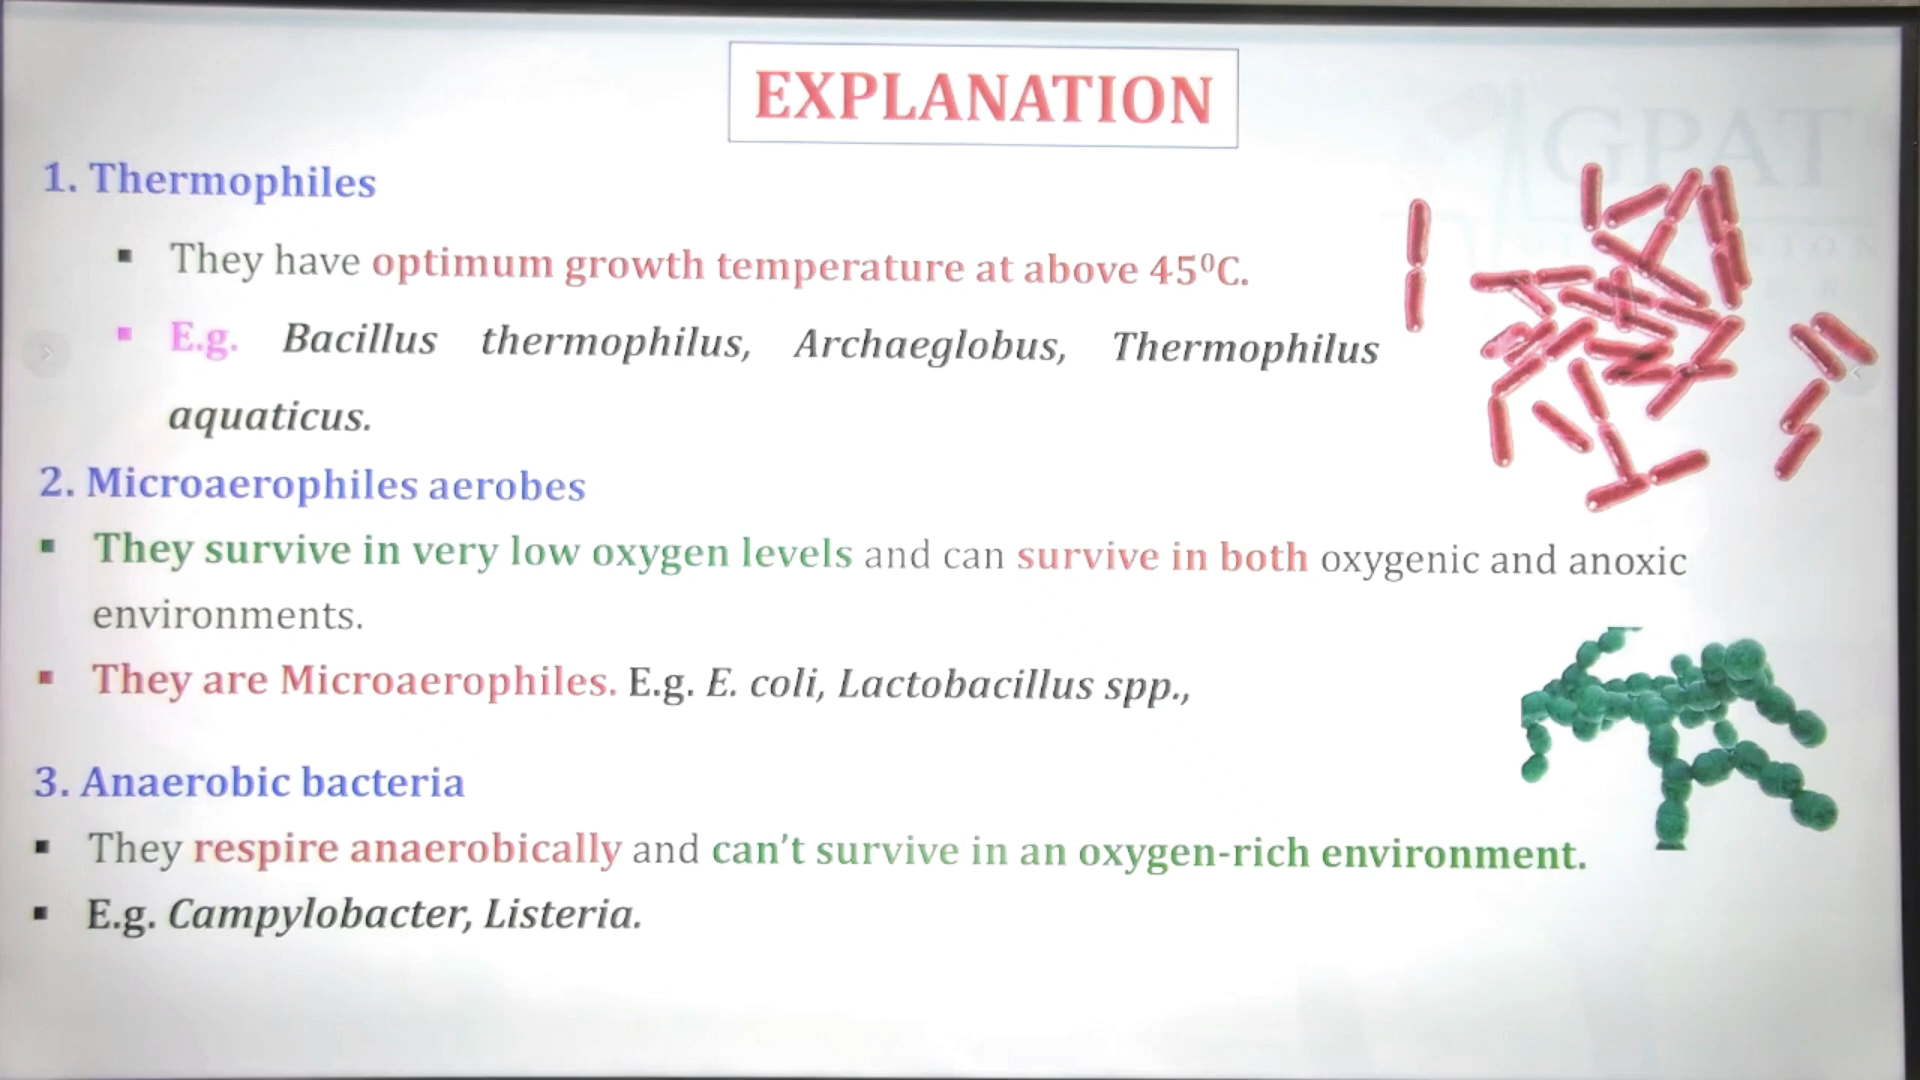 EXPLANATION
GPAT
1. Thermophiles
▪ They have optimum growth temperature at above 45⁰C.
▪ E.g. Bacillus thermophilus, Archaeglobus, Thermophilus
aquaticus.
2. Microaerophiles aerobes
▪ They survive in very low oxygen levels and can survive in both oxygenic and anoxic
environments.
▪ They are Microaerophiles. E.g. E. coli, Lactobacillus spp.,
3. Anaerobic bacteria
▪ They respire anaerobically and can't survive in an oxygen-rich environment.
▪ E.g. Campylobacter, Listeria.